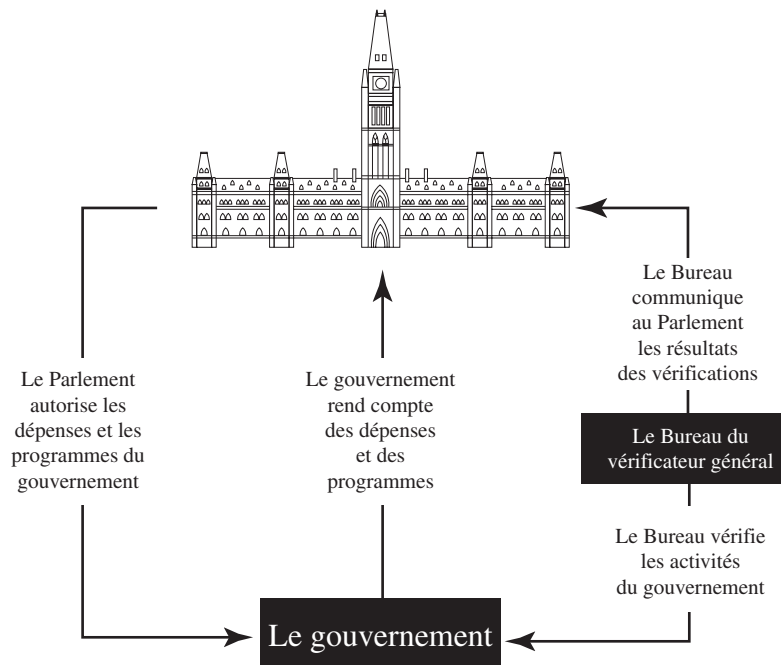 Le Parlement
autorise les
dépenses et les
programmes du
gouvernement
Le gouvernement
rend compte
des dépenses
et des
programmes
Le Bureau
communique
au Parlement
les résultats
des vérifications
Le Bureau du
vérificateur général
Le Bureau vérifie
les activités
du gouvernement
Le gouvernement